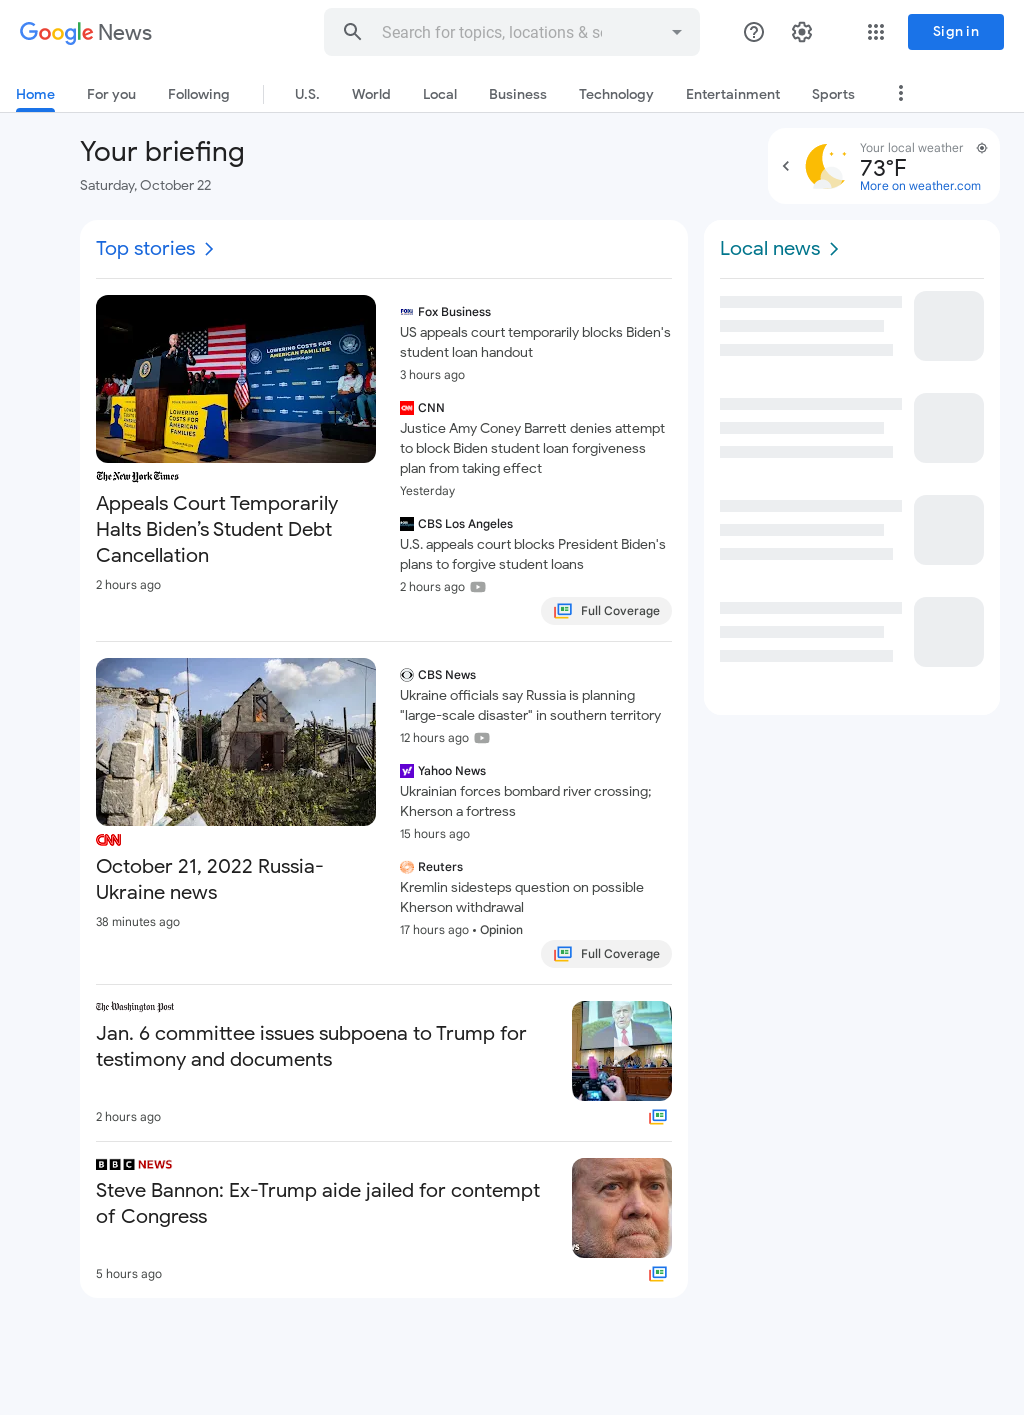 Google News
Search for topics, locations & s
Sign in
Home
For you
Following
U.S.
World
Local
Business
Technology
Entertainment
Sports
Your briefing
Saturday, October 22
Your local weather
73°F
More on weather.com
Top stories
LOWERING COSTS FOR
AMERICAN FAMILIES
LOWERING
COSTS FOR
AMERICAN
FAMILIES
LOWERING
COSTS FOR
AMERICAN
FAMILIES
The New York Times
Appeals Court Temporarily
Halts Biden’s Student Debt
Cancellation
2 hours ago
Fox Business
US appeals court temporarily blocks Biden's
student loan handout
3 hours ago
CNN
Justice Amy Coney Barrett denies attempt
to block Biden student loan forgiveness
plan from taking effect
Yesterday
CBS Los Angeles
U.S. appeals court blocks President Biden's
plans to forgive student loans
2 hours ago
Full Coverage
CNN
October 21, 2022 Russia-
Ukraine news
38 minutes ago
CBS News
Ukraine officials say Russia is planning
"large-scale disaster" in southern territory
12 hours ago
Yahoo News
Ukrainian forces bombard river crossing;
Kherson a fortress
15 hours ago
Reuters
Kremlin sidesteps question on possible
Kherson withdrawal
17 hours ago • Opinion
Full Coverage
The Washington Post
Jan. 6 committee issues subpoena to Trump for
testimony and documents
2 hours ago
BBC NEWS
Steve Bannon: Ex-Trump aide jailed for contempt
of Congress
5 hours ago
Local news